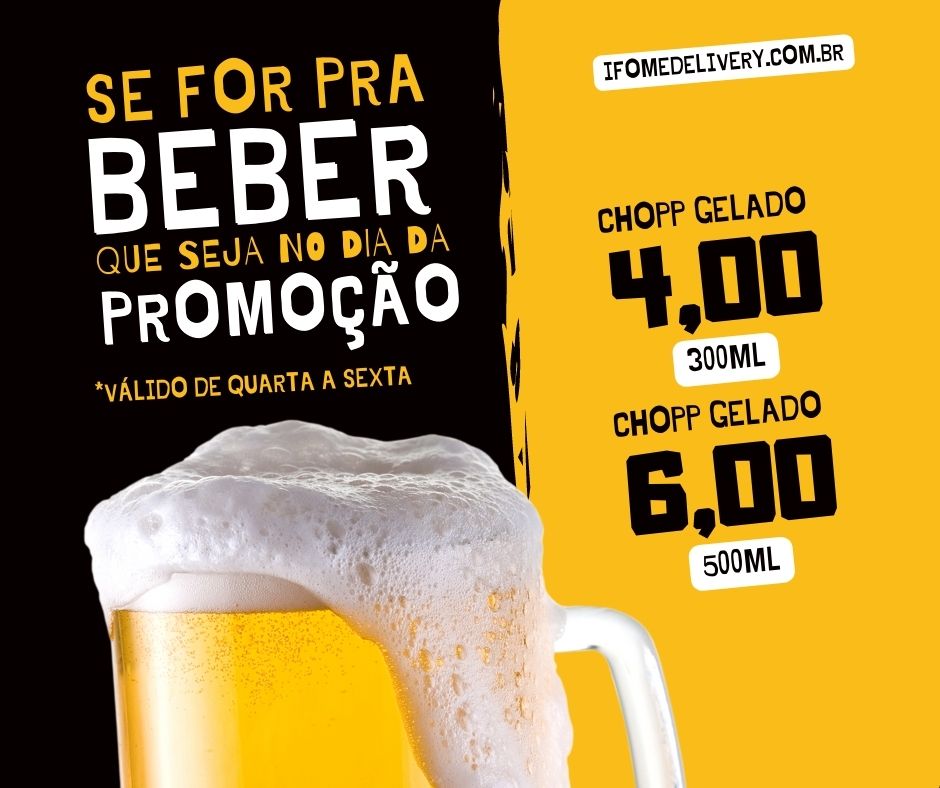 SE FOR PRA
BEBER
QUE SEJA NO DIA DA
PROMOÇÃO
*VÁLIDO DE QUARTA A SEXTA
IFOMEDELIVERY.COM.BR
CHOPP GELADO
4,00
300ML
CHOPP GELADO
6,00
500ML